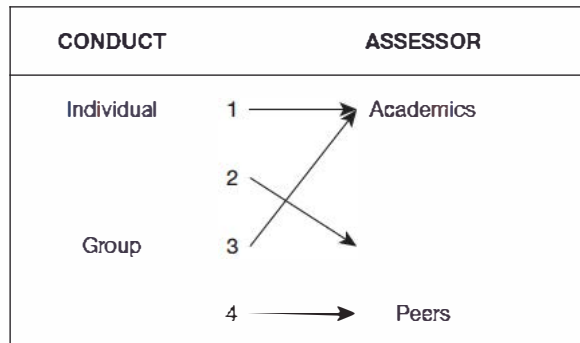 CONDUCT ASSESSOR
Individual 1 Academics
2
Group 3
4 Peers